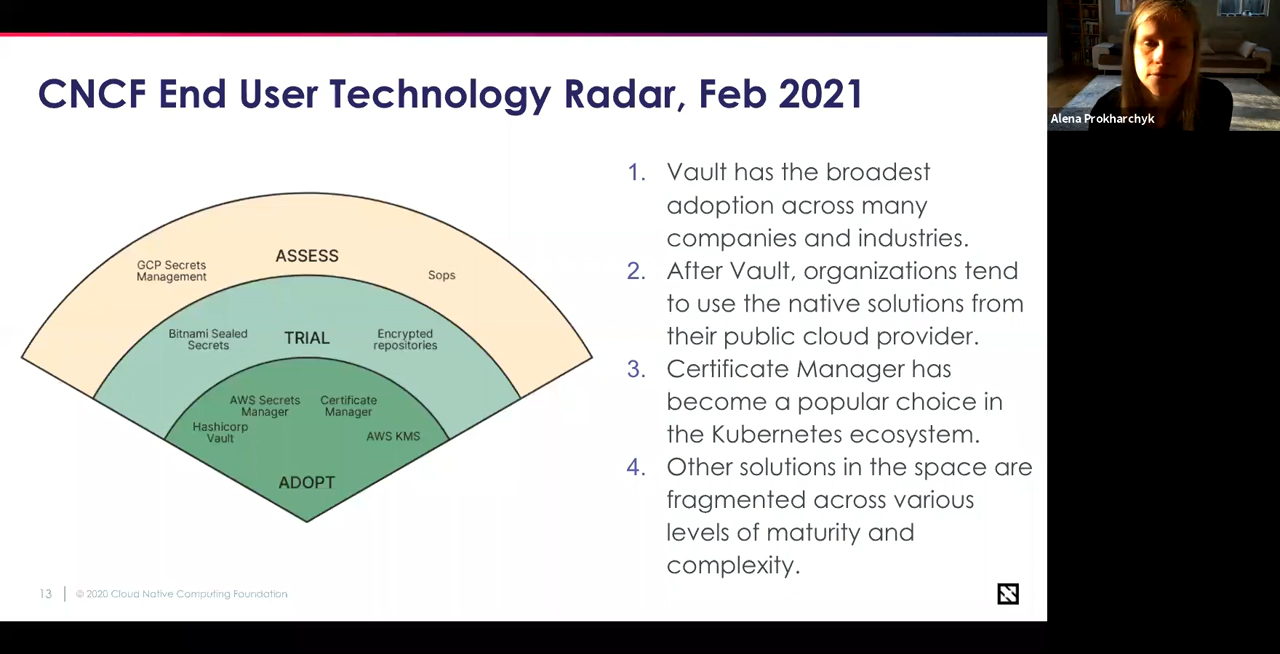 CNCF End User Technology Radar, Feb 2021
Alena Prokharchyk
ASSESS
GCP Secrets
Management
Sops
TRIAL
Bitnami Sealed
Secrets
Encrypted
repositories
AWS Secrets
Manager
Certificate
Manager
Hashicorp
Vault
AWS KMS
ADOPT
1. Vault has the broadest
adoption across many
companies and industries.
2. After Vault, organizations tend
to use the native solutions from
their public cloud provider.
3. Certificate Manager has
become a popular choice in
the Kubernetes ecosystem.
4. Other solutions in the space are
fragmented across various
levels of maturity and
complexity.
13 | © 2020 Cloud Native Computing Foundation